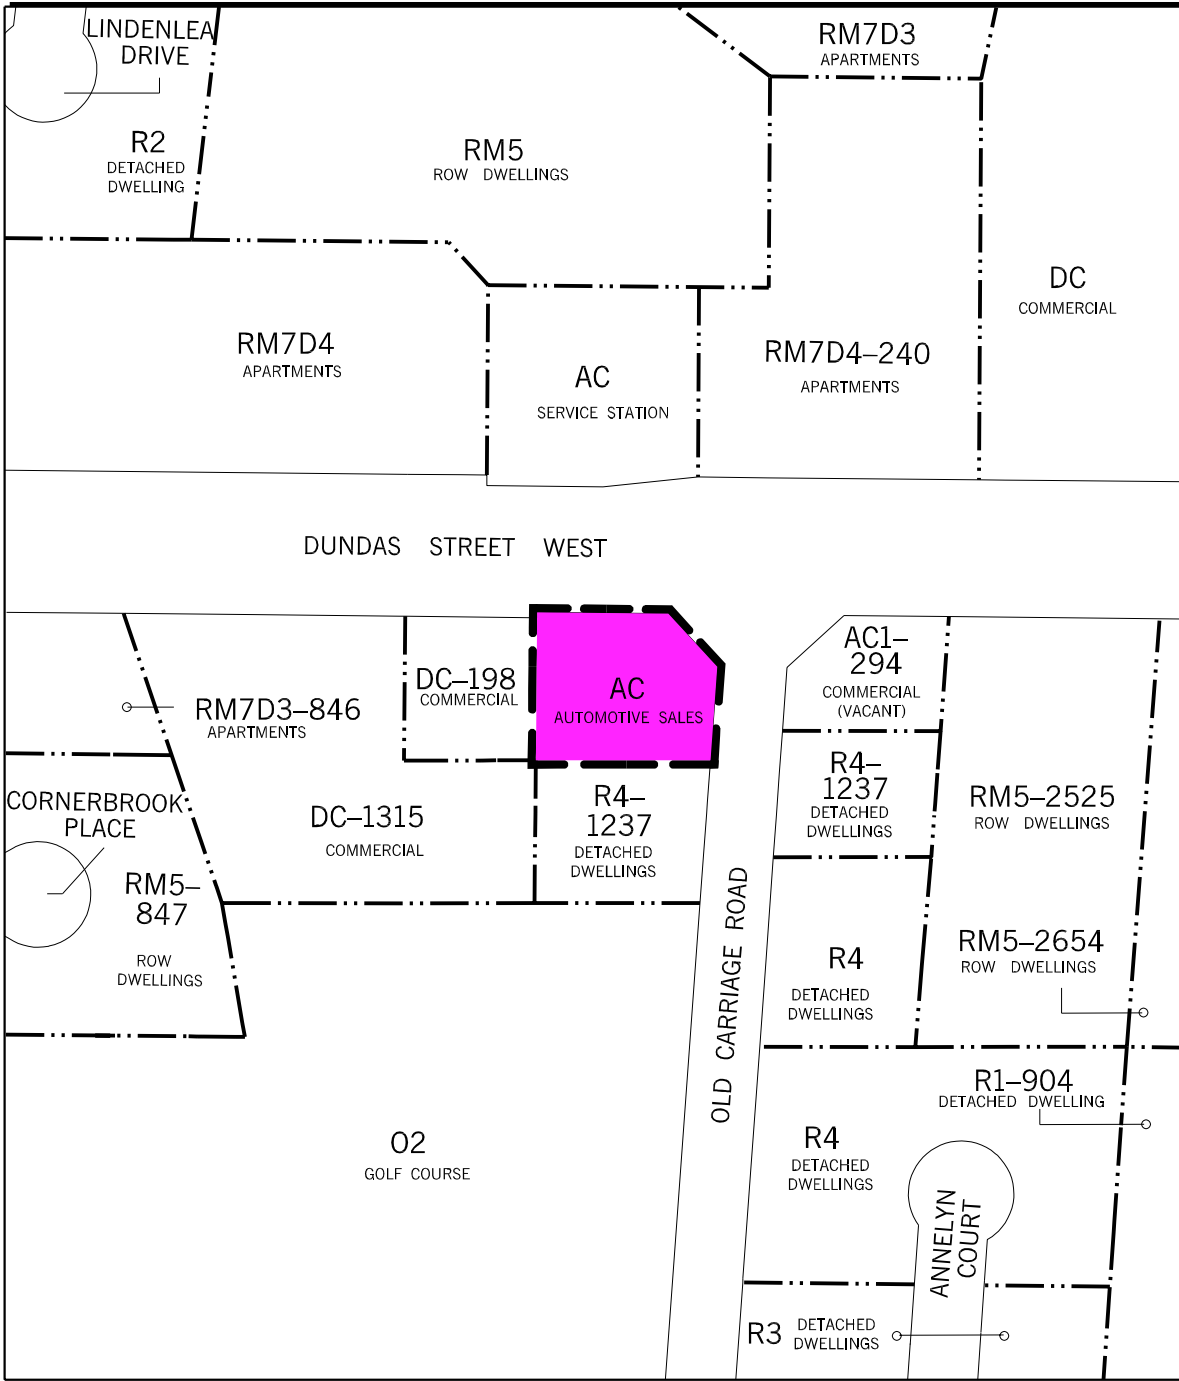 LINDENLEA
DRIVE
RM7D3
APARTMENTS
R2
DETACHED
DWELLING
RM5
ROW DWELLINGS
DC
COMMERCIAL
RM7D4
APARTMENTS
AC
SERVICE STATION
RM7D4–240
APARTMENTS
DUNDAS STREET WEST
RM7D3–846
APARTMENTS
DC–198
COMMERCIAL
AC
AUTOMOTIVE SALES
AC1–
294
COMMERCIAL
(VACANT)
CORNERBROOK
PLACE
DC–1315
COMMERCIAL
R4–
1237
DETACHED
DWELLINGS
R4–
1237
DETACHED
DWELLINGS
RM5–2525
ROW DWELLINGS
RM5–
847
ROW
DWELLINGS
OLD CARRIAGE ROAD
R4
DETACHED
DWELLINGS
RM5–2654
ROW DWELLINGS
R1–904
DETACHED DWELLING
O2
GOLF COURSE
R4
DETACHED
DWELLINGS
ANNELYN
COURT
R3
DETACHED
DWELLINGS